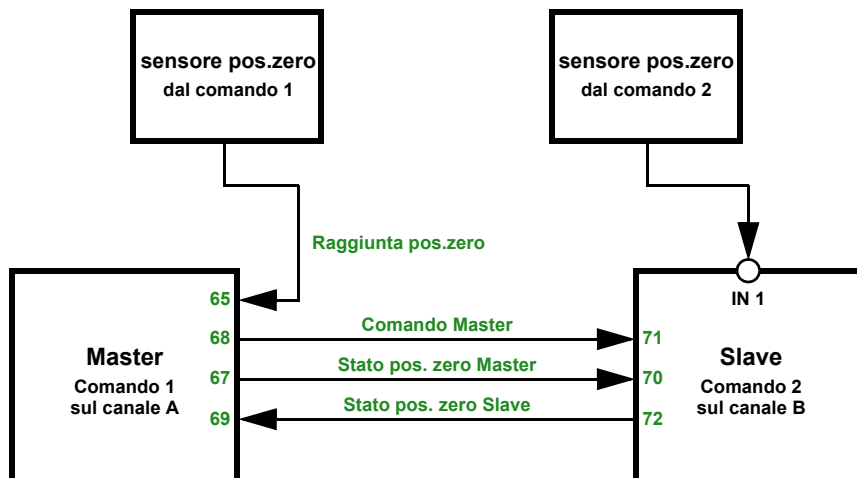 sensore pos.zero
dal comando 1
sensore pos.zero
dal comando 2
Raggiunta pos.zero
65
IN 1
68
Comando Master
71
Master
Comando 1
sul canale A
67
Stato pos. zero Master
70
Slave
Comando 2
sul canale B
69
Stato pos. zero Slave
72